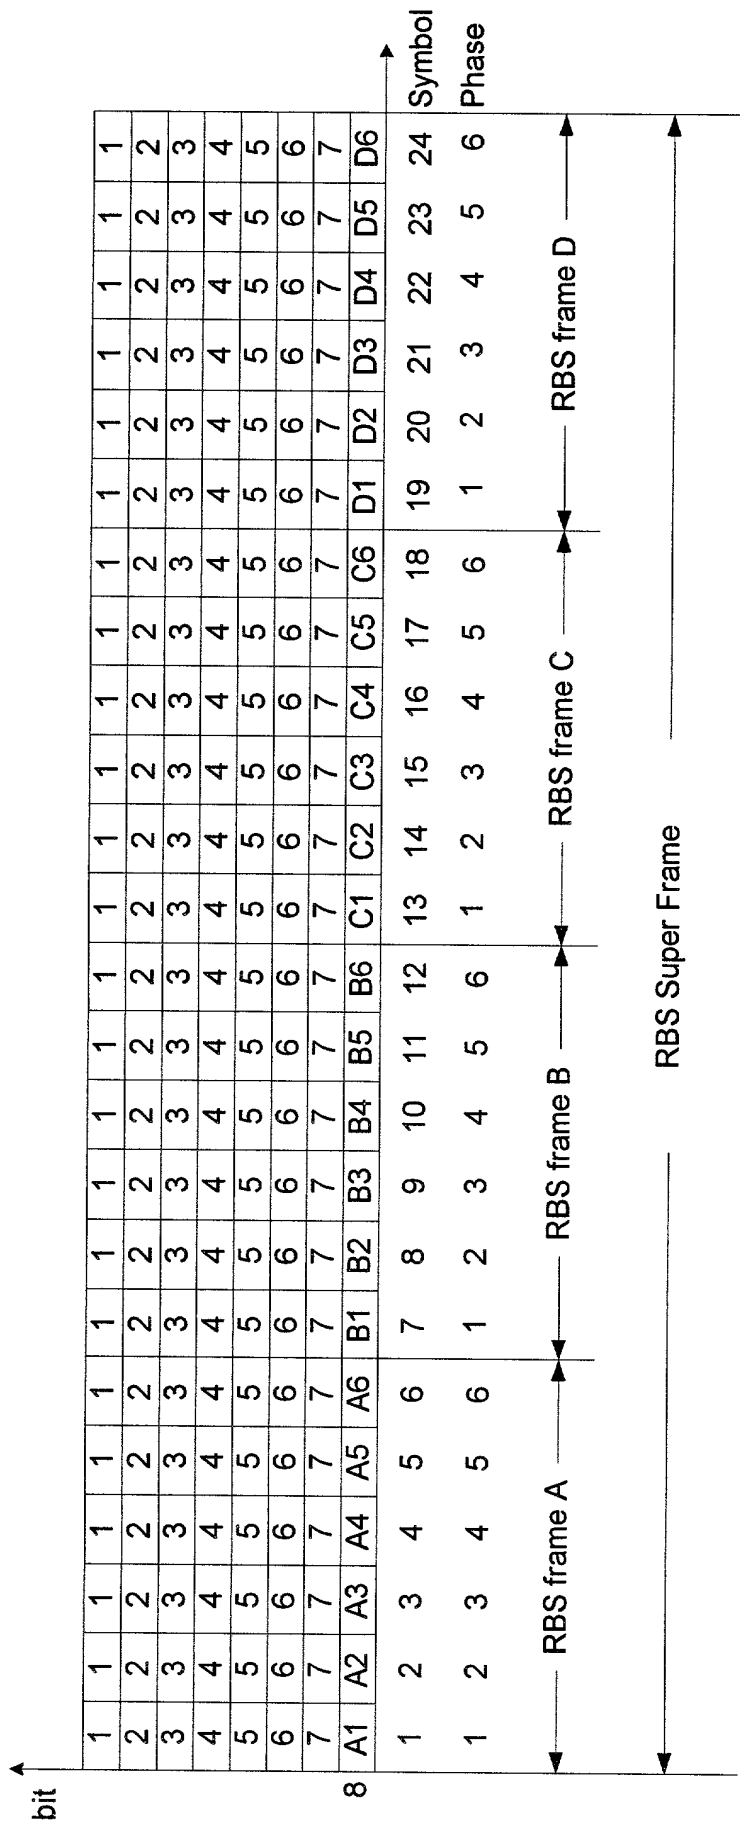 bit
1 1 1 1 1 1 1 1 1 1 1 1 1 1 1 1 1 1 1 1 1 1 1 1
2 2 2 2 2 2 2 2 2 2 2 2 2 2 2 2 2 2 2 2 2 2 2 2
3 3 3 3 3 3 3 3 3 3 3 3 3 3 3 3 3 3 3 3 3 3 3 3
4 4 4 4 4 4 4 4 4 4 4 4 4 4 4 4 4 4 4 4 4 4 4 4
5 5 5 5 5 5 5 5 5 5 5 5 5 5 5 5 5 5 5 5 5 5 5 5
6 6 6 6 6 6 6 6 6 6 6 6 6 6 6 6 6 6 6 6 6 6 6 6
7 7 7 7 7 7 7 7 7 7 7 7 7 7 7 7 7 7 7 7 7 7 7 7
8 A1 A2 A3 A4 A5 A6 B1 B2 B3 B4 B5 B6 C1 C2 C3 C4 C5 C6 D1 D2 D3 D4 D5 D6
1 2 3 4 5 6 7 8 9 10 11 12 13 14 15 16 17 18 19 20 21 22 23 24 Symbol
1 2 3 4 5 6 1 2 3 4 5 6 1 2 3 4 5 6 1 2 3 4 5 6 Phase
RBS frame A RBS frame B RBS frame C RBS frame D
RBS Super Frame